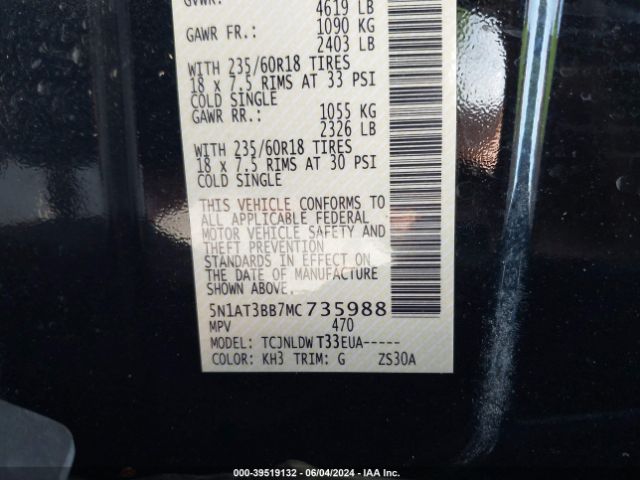 GVWR:
4619 LB
GAWR FR.: 1090 KG
2403 LB
WITH 235/60R18 TIRES
18 x 7.5 RIMS AT 33 PSI
COLD SINGLE
GAWR RR.: 1055 KG
2326 LB
WITH 235/60R18 TIRES
18 x 7.5 RIMS AT 30 PSI
COLD SINGLE
THIS VEHICLE CONFORMS TO
ALL APPLICABLE FEDERAL
MOTOR VEHICLE SAFETY AND
THEFT PREVENTION
STANDARDS IN EFFECT ON
THE DATE OF MANUFACTURE
SHOWN ABOVE.
5N1AT3BB7MC735988
MPV 470
MODEL: TCJNLDWT33EUA-----
COLOR: KH3 TRIM: G ZS30A
000-39519132 - 06/04/2024 - IAA Inc.